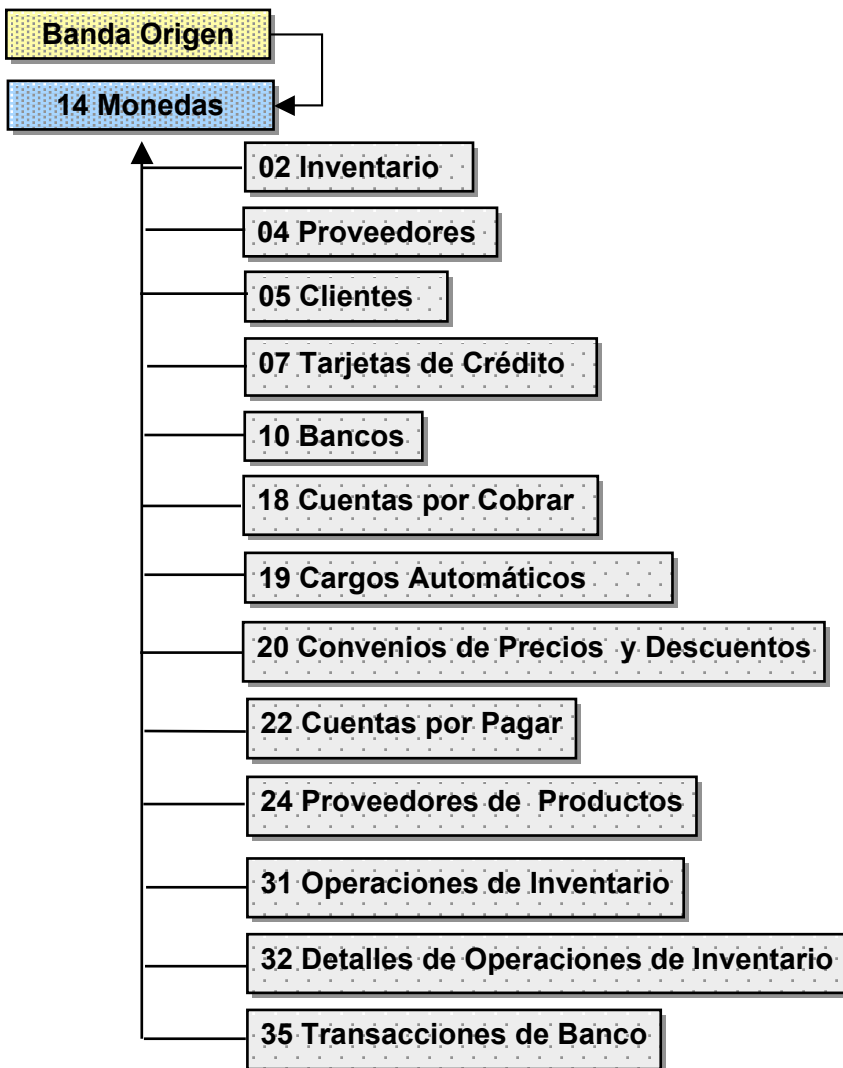 Banda Origen
14 Monedas
02 Inventario
04 Proveedores
05 Clientes
07 Tarjetas de Crédito
10 Bancos
18 Cuentas por Cobrar
19 Cargos Automáticos
20 Convenios de Precios y Descuentos
22 Cuentas por Pagar
24 Proveedores de Productos
31 Operaciones de Inventario
32 Detalles de Operaciones de Inventario
35 Transacciones de Banco